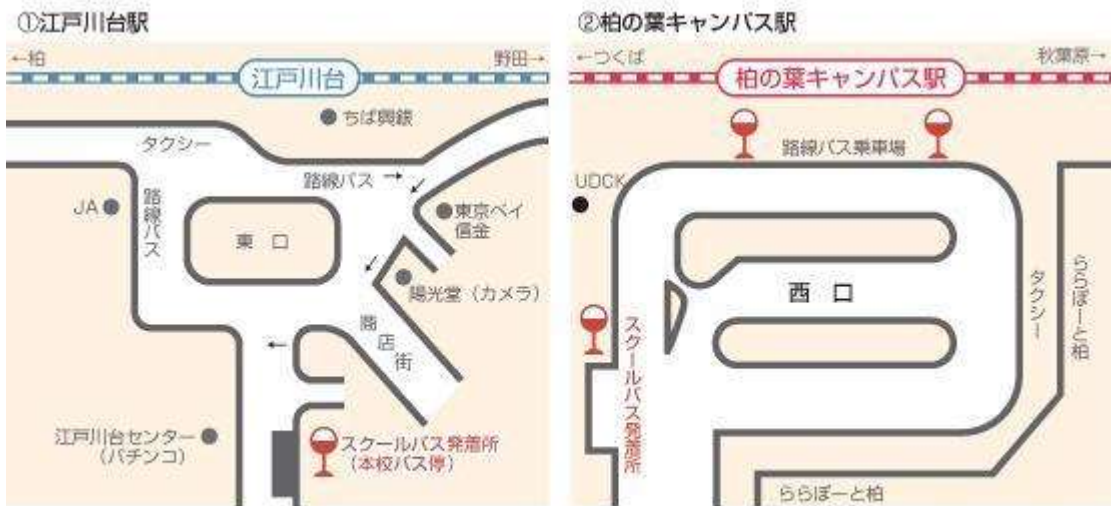 ①江戸川台駅
←柏
野田→
江戸川台
ちば興銀
タクシー
路線バス →
JA
路線バス
東京ベイ
信金
東 口
陽光堂（カメラ）
商店街
←
江戸川台センター
（パチンコ）
スクールバス発着所
（本校バス停）
②柏の葉キャンパス駅
←つくば
秋葉原→
柏の葉キャンパス駅
路線バス乗車場
UDCK
西 口
タクシー
ららぽーと柏
スクールバス発着所
ららぽーと柏